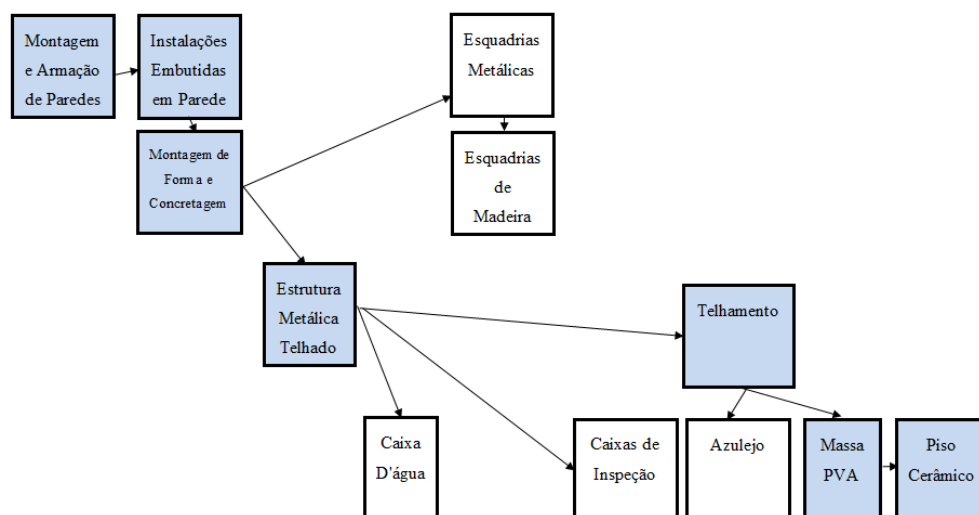 Montagem
e Armação
de Paredes
Instalações
Embutidas
em Parede
Esquadrias
Metálicas
Montagem de
Forma e
Concretagem
Esquadrias
de
Madeira
Estrutura
Metálica
Telhado
Telhamento
Caixa
D'água
Caixas de
Inspeção
Azulejo
Massa
PVA
Piso
Cerâmico